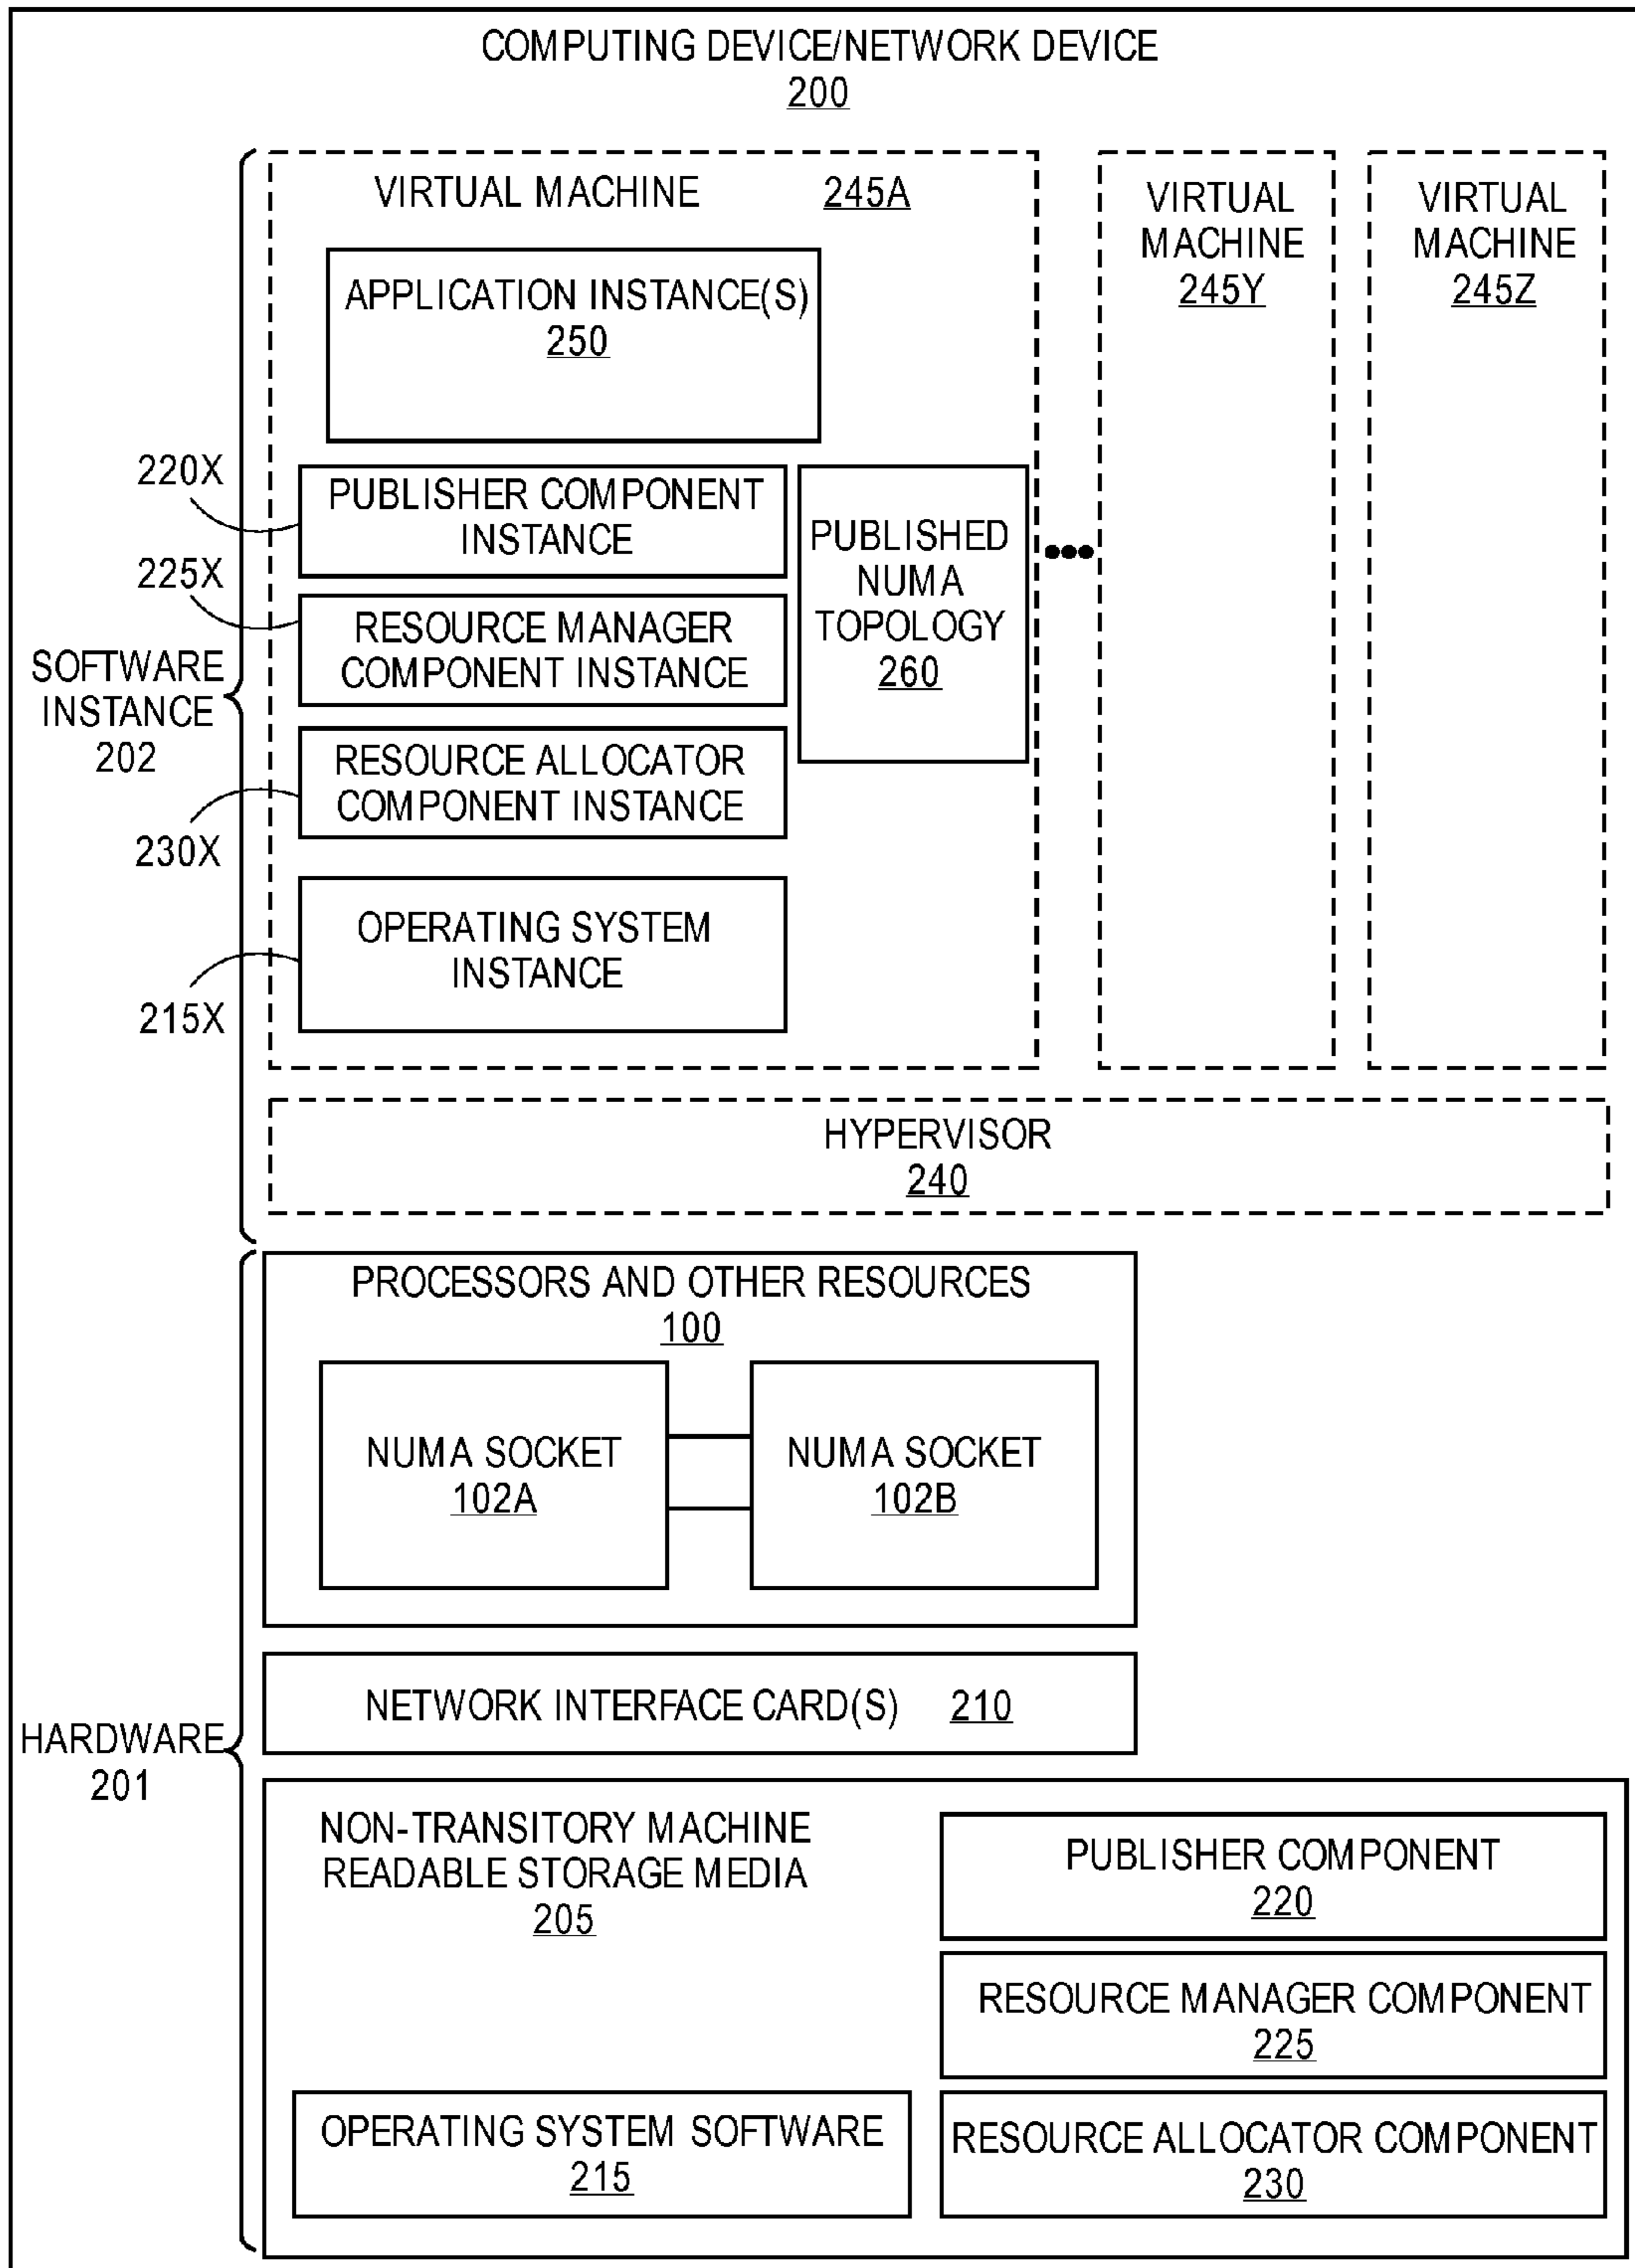 COMPUTING DEVICE/NETWORK DEVICE
200
VIRTUAL MACHINE 245A
APPLICATION INSTANCE(S)
250
220X
PUBLISHER COMPONENT
INSTANCE
225X
RESOURCE MANAGER
COMPONENT INSTANCE
RESOURCE ALLOCATOR
COMPONENT INSTANCE
230X
OPERATING SYSTEM
INSTANCE
215X
PUBLISHED
NUMA
TOPOLOGY
260
VIRTUAL
MACHINE
245Y
VIRTUAL
MACHINE
245Z
SOFTWARE
INSTANCE
202
HYPERVISOR
240
PROCESSORS AND OTHER RESOURCES
100
NUMA SOCKET
102A
NUMA SOCKET
102B
NETWORK INTERFACE CARD(S) 210
HARDWARE
201
NON-TRANSITORY MACHINE
READABLE STORAGE MEDIA
205
PUBLISHER COMPONENT
220
RESOURCE MANAGER COMPONENT
225
OPERATING SYSTEM SOFTWARE
215
RESOURCE ALLOCATOR COMPONENT
230